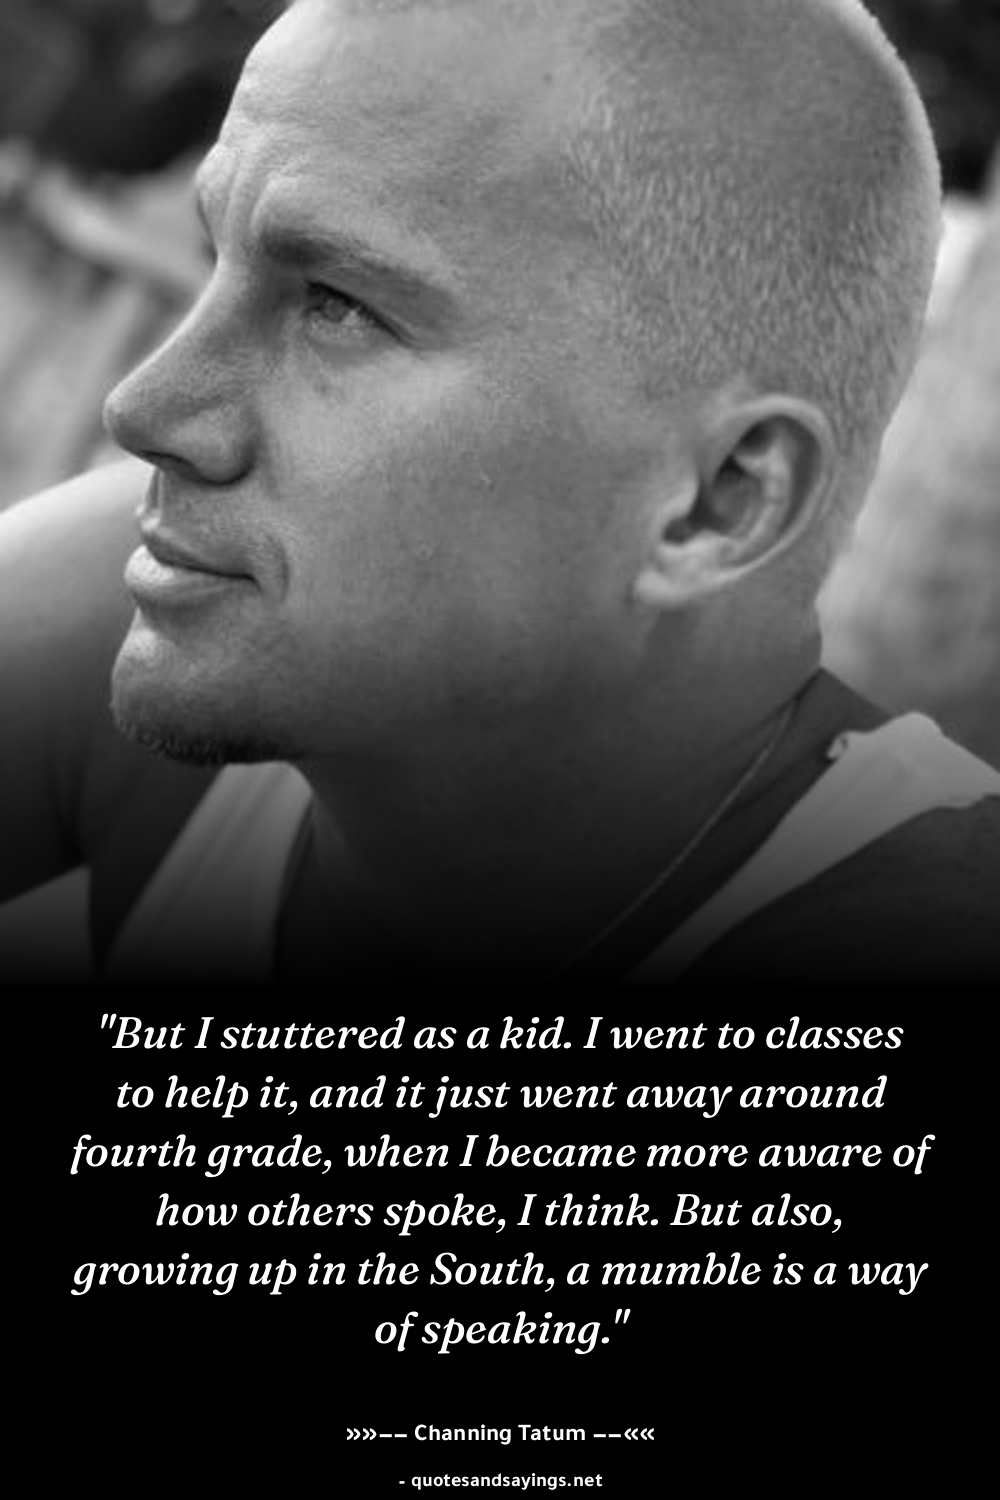 "But I stuttered as a kid. I went to classes
to help it, and it just went away around
fourth grade, when I became more aware of
how others spoke, I think. But also,
growing up in the South, a mumble is a way
of speaking."
»»−− Channing Tatum −−««
- quotesandsayings.net